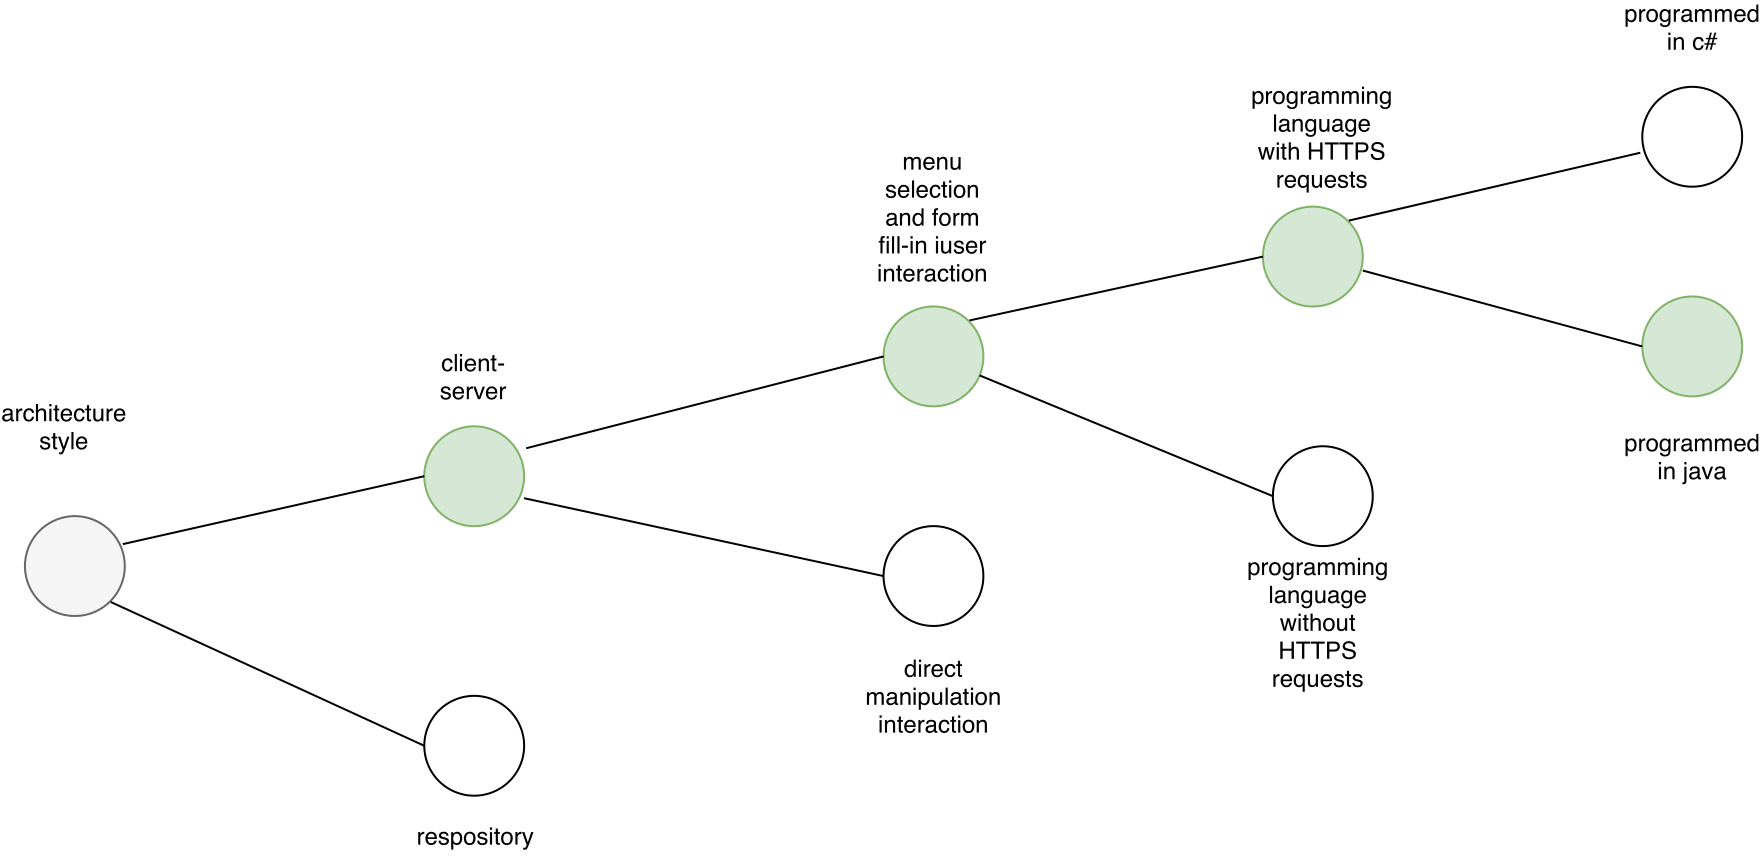 architecture
style
client-
server
respository
menu
selection
and form
fill-in iuser
interaction
direct
manipulation
interaction
programming
language
with HTTPS
requests
programming
language
without
HTTPS
requests
programmed
in c#
programmed
in java